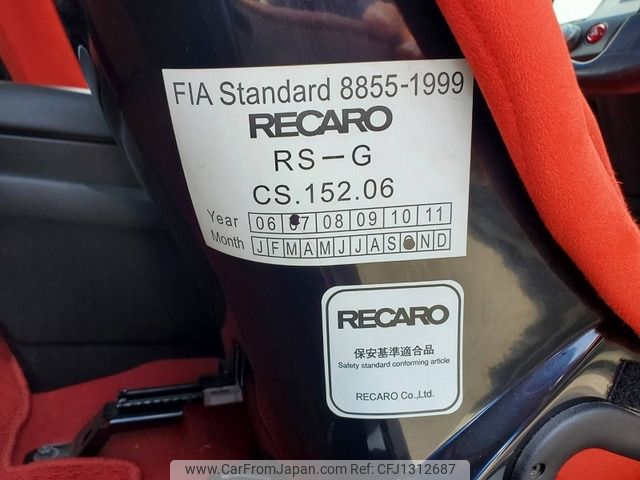 FIA Standard 8855-1999
RECARO
RS-G
CS.152.06
Year 06 07 08 09 10 11
Month J F M A M J J A S N D
RECARO
保安基準適合品
Safety standard conforming article
RECARO Co.,Ltd.
www.CarFromJapan.com - CFJ1312687